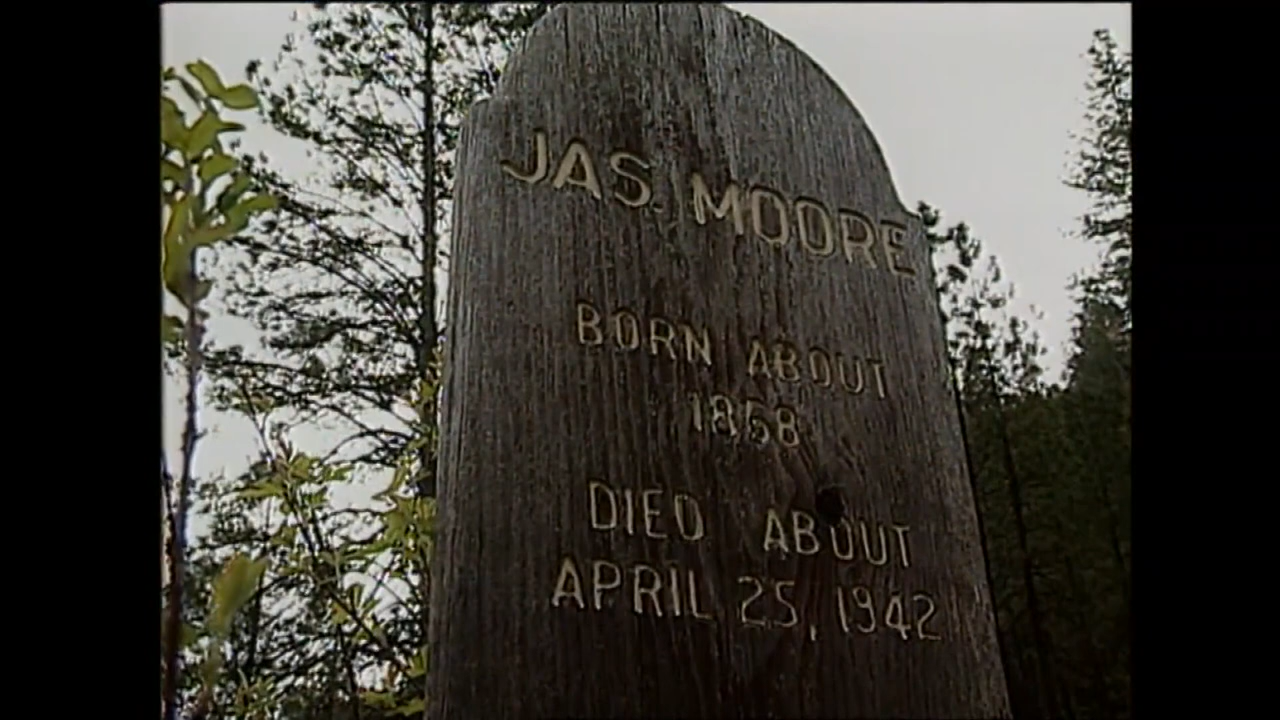 JAS. MOORE
BORN ABOUT
1868
DIED ABOUT
APRIL 25, 1942